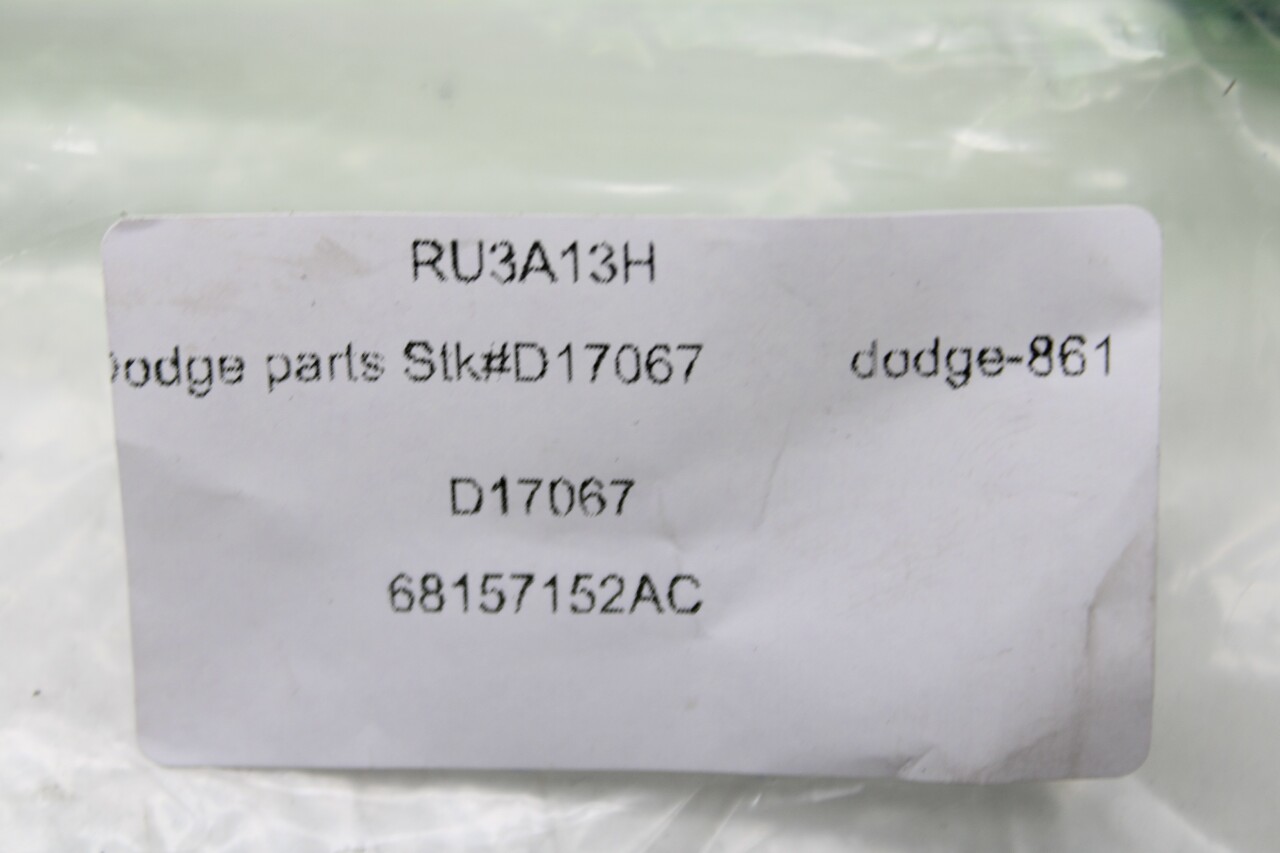 RU3A13H
Dodge parts Stk#D17067 dodge-861
D17067
68157152AC